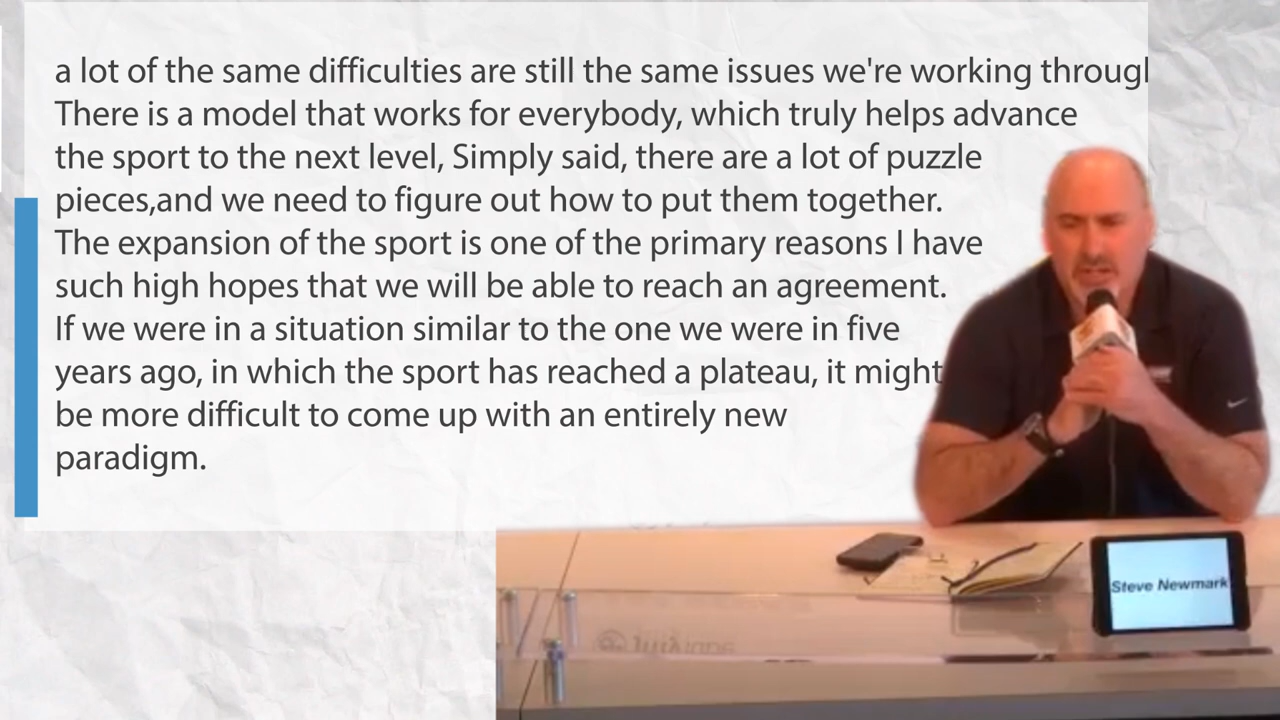 a lot of the same difficulties are still the same issues we're working through
There is a model that works for everybody, which truly helps advance
the sport to the next level, Simply said, there are a lot of puzzle
pieces,and we need to figure out how to put them together.
The expansion of the sport is one of the primary reasons I have
such high hopes that we will be able to reach an agreement.
If we were in a situation similar to the one we were in five
years ago, in which the sport has reached a plateau, it might
be more difficult to come up with an entirely new
paradigm.
Steve Newmark